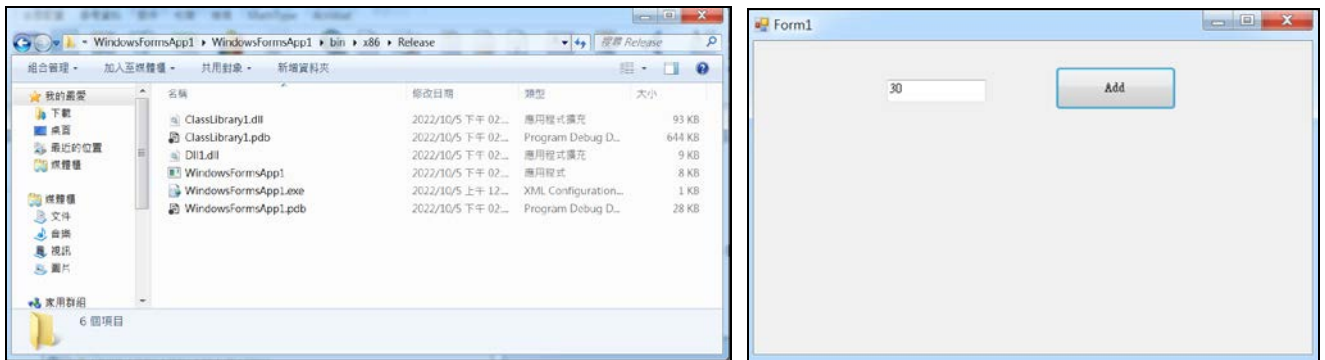 WindowsFormsApp1 ▸ WindowsFormsApp1 ▸ bin ▸ x86 ▸ Release
搜尋 Release
組合管理
加入至媒體櫃
共用對象
新增資料夾
我的最愛
下載
桌面
最近的位置
媒體櫃
媒體櫃
文件
音樂
視訊
圖片
家用群組
名稱 修改日期 類型 大小
ClassLibrary1.dll 2022/10/5 下午 02:... 應用程式擴充 93 KB
ClassLibrary1.pdb 2022/10/5 下午 02:... Program Debug D... 644 KB
Dll1.dll 2022/10/5 下午 02:... 應用程式擴充 9 KB
WindowsFormsApp1 2022/10/5 下午 02:... 應用程式 8 KB
WindowsFormsApp1.exe 2022/10/5 上午 12:... XML Configuration... 1 KB
WindowsFormsApp1.pdb 2022/10/5 下午 02:... Program Debug D... 28 KB
6 個項目
Form1
30
Add